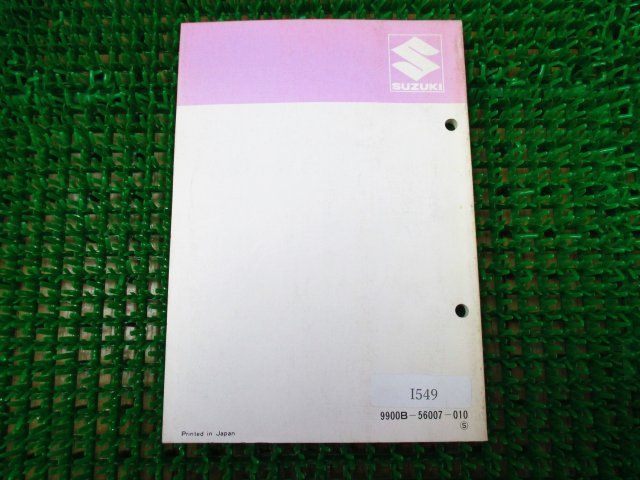 SUZUKI
I549
9900B-56007-010
S
Printed in Japan